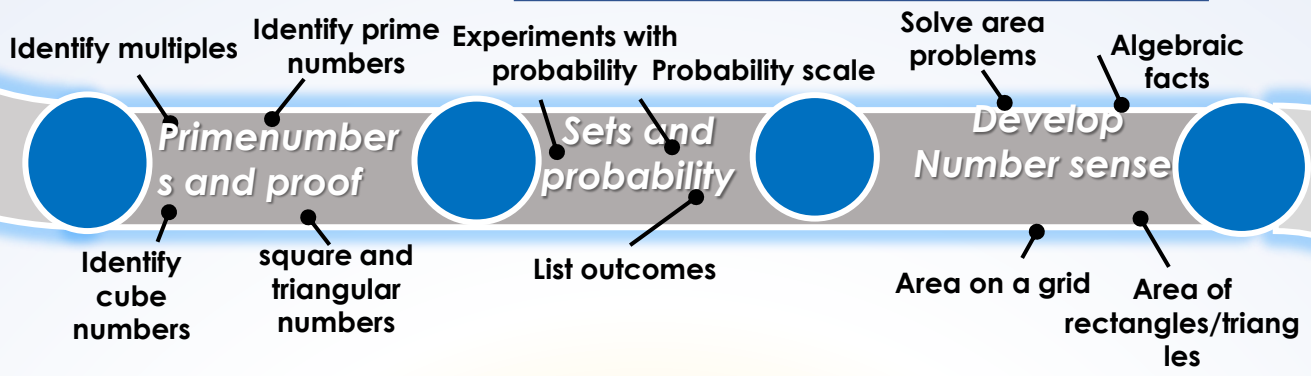 Identify multiples
Identify prime
numbers
Experiments with
probability
Probability scale
Solve area
problems
Algebraic
facts
Primenumber
s and proof
Sets and
probability
Develop
Number sense
Identify
cube
numbers
square and
triangular
numbers
List outcomes
Area on a grid
Area of
rectangles/triang
les